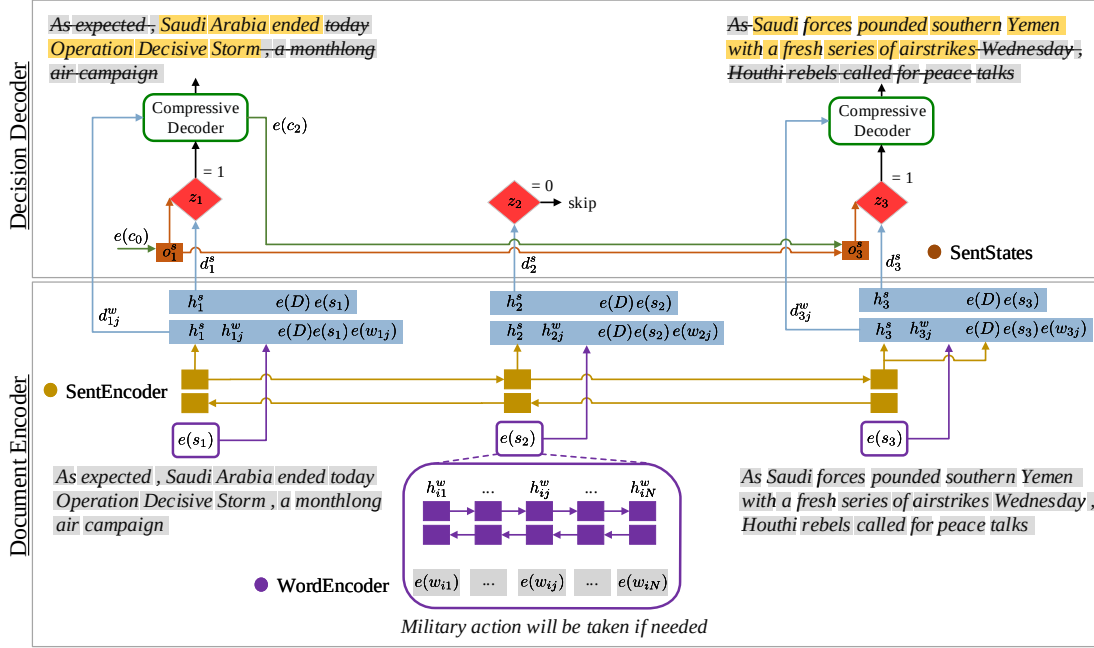 As expected , Saudi Arabia ended today
Operation Decisive Storm , a monthlong
air campaign
As Saudi forces pounded southern Yemen
with a fresh series of airstrikes Wednesday ,
Houthi rebels called for peace talks
Decision Decoder
Compressive
Decoder
e(c₂)
Compressive
Decoder
= 1
z₁
= 0
z₂
skip
= 1
z₃
e(c₀)
o₁ˢ
o₃ˢ
SentStates
d₁ˢ
d₂ˢ
d₃ˢ
Document Encoder
h₁ˢ e(D) e(s₁)
h₂ˢ e(D) e(s₂)
h₃ˢ e(D) e(s₃)
d₁ⱼʷ
d₃ⱼʷ
h₁ˢ h₁ⱼʷ e(D)e(s₁)e(w₁ⱼ)
h₂ˢ h₂ⱼʷ e(D)e(s₂)e(w₂ⱼ)
h₃ˢ h₃ⱼʷ e(D)e(s₃)e(w₃ⱼ)
SentEncoder
e(s₁)
e(s₂)
e(s₃)
As expected , Saudi Arabia ended today
Operation Decisive Storm , a monthlong
air campaign
As Saudi forces pounded southern Yemen
with a fresh series of airstrikes Wednesday ,
Houthi rebels called for peace talks
hᵢ₁ʷ ... hᵢⱼʷ ... hᵢNʷ
WordEncoder
e(wᵢ₁) ... e(wᵢⱼ) ... e(wᵢN)
Military action will be taken if needed